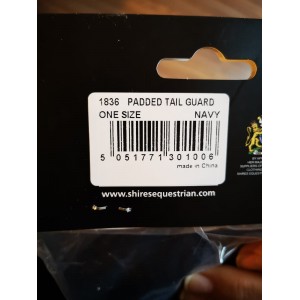 1836 PADDED TAIL GUARD
ONE SIZE NAVY
5 051771 301006
made in China
www.shiresequestrian.com